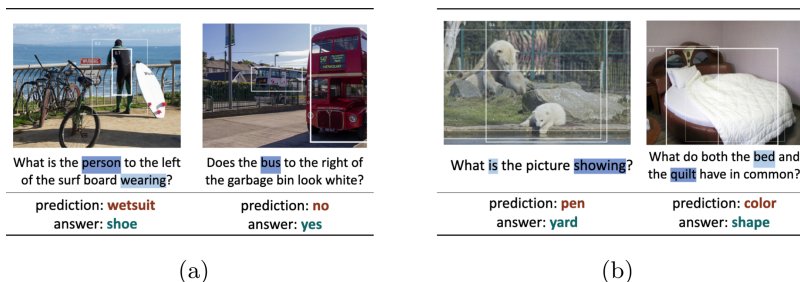 What is the person to the left
of the surf board wearing?
prediction: wetsuit
answer: shoe
Does the bus to the right of
the garbage bin look white?
prediction: no
answer: yes
(a)
What is the picture showing?
prediction: pen
answer: yard
What do both the bed and
the quilt have in common?
prediction: color
answer: shape
(b)